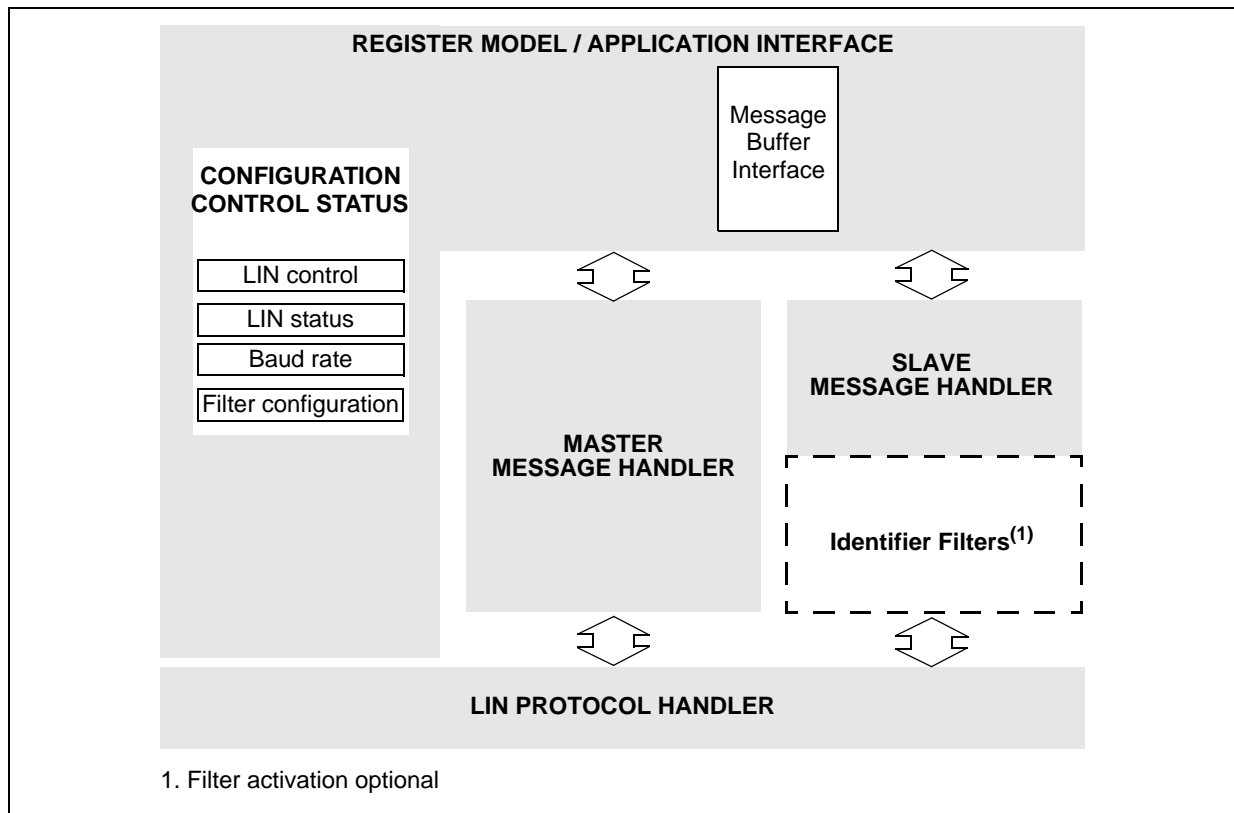 REGISTER MODEL / APPLICATION INTERFACE
Message
Buffer
Interface
CONFIGURATION
CONTROL STATUS
LIN control
LIN status
Baud rate
Filter configuration
MASTER
MESSAGE HANDLER
SLAVE
MESSAGE HANDLER
Identifier Filters(1)
LIN PROTOCOL HANDLER
1. Filter activation optional